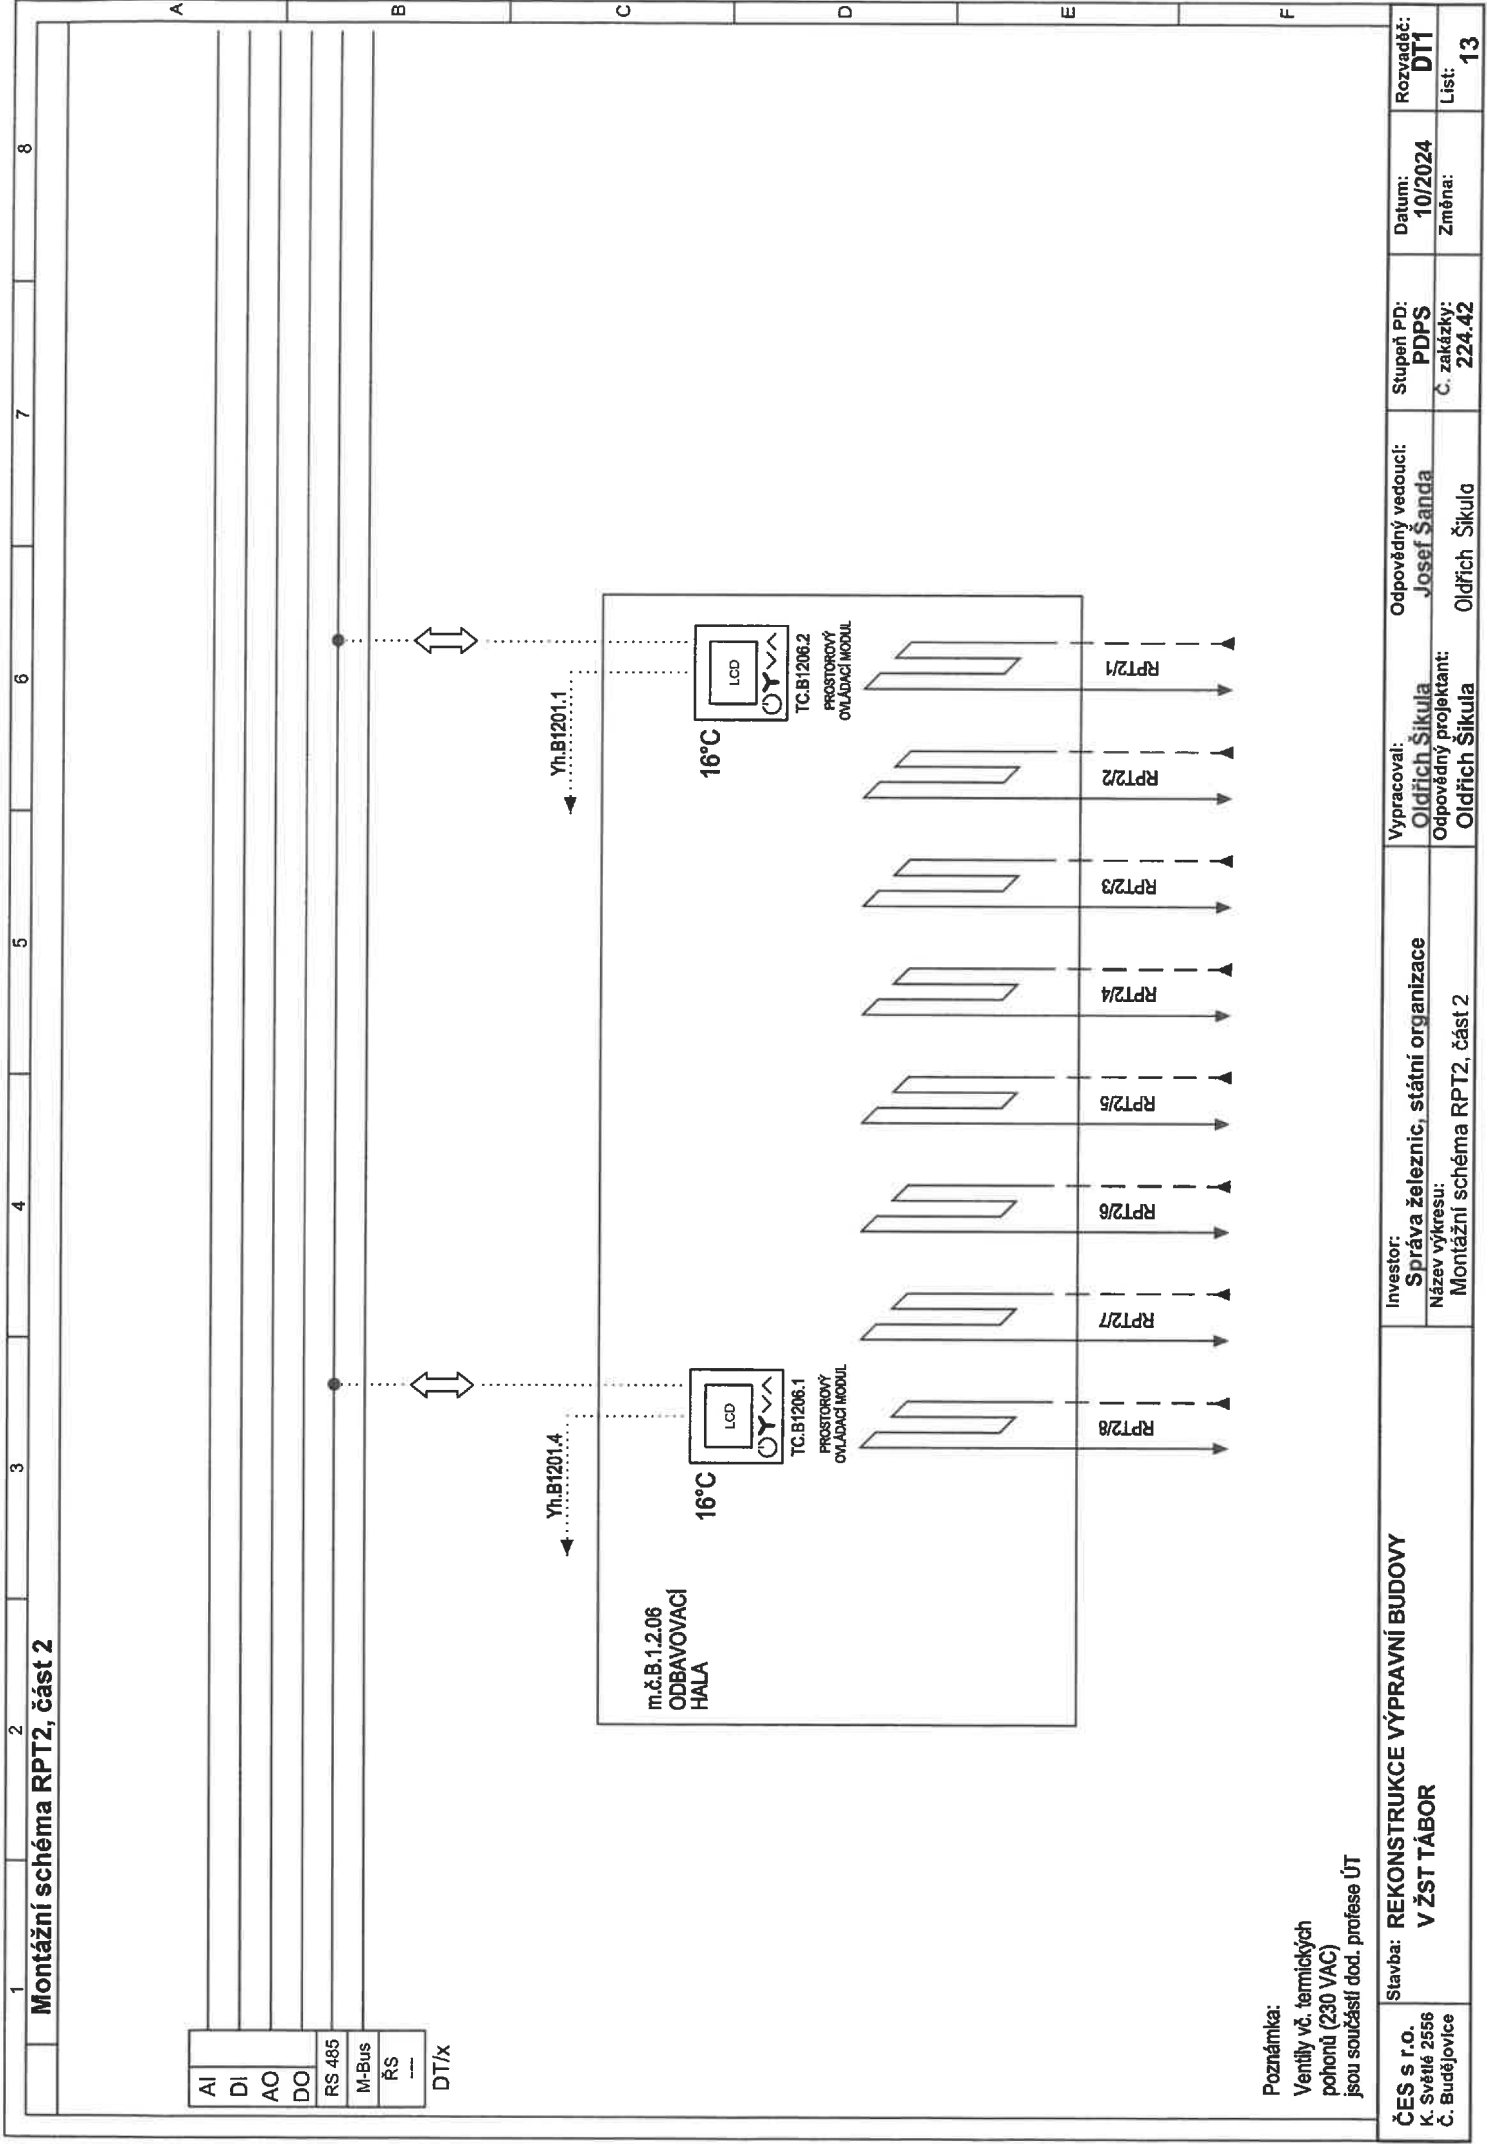 1
2
3
4
5
6
7
8
Montážní schéma RPT2, část 2
A
B
C
D
E
F
AI
DI
AO
DO
RS 485
M-Bus
ŘS
---
DT/x
Yh.B1201.4
Yh.B1201.1
m.č.B.1.2.06
ODBAVOVACÍ
HALA
16°C
LCD
TC.B1206.1
PROSTOROVÝ
OVLÁDACÍ MODUL
16°C
LCD
TC.B1206.2
PROSTOROVÝ
OVLÁDACÍ MODUL
RPT2/8
RPT2/7
RPT2/6
RPT2/5
RPT2/4
RPT2/3
RPT2/2
RPT2/1
Poznámka:
Ventily vč. termických
pohonů (230 VAC)
jsou součástí dod. profese ÚT
ČES s r.o.
K. Světlé 2556
Č. Budějovice
Stavba: REKONSTRUKCE VÝPRAVNÍ BUDOVY
V ŽST TÁBOR
Investor:
Správa železnic, státní organizace
Název výkresu:
Montážní schéma RPT2, část 2
Vypracoval:
Oldřich Šikula
Odpovědný projektant:
Oldřich Šikula
Odpovědný vedoucí:
Josef Šanda
Oldřich Šikula
Stupeň PD:
PDPS
Č. zakázky:
224.42
Datum:
10/2024
Změna:
Rozvaděč:
DT1
List:
13